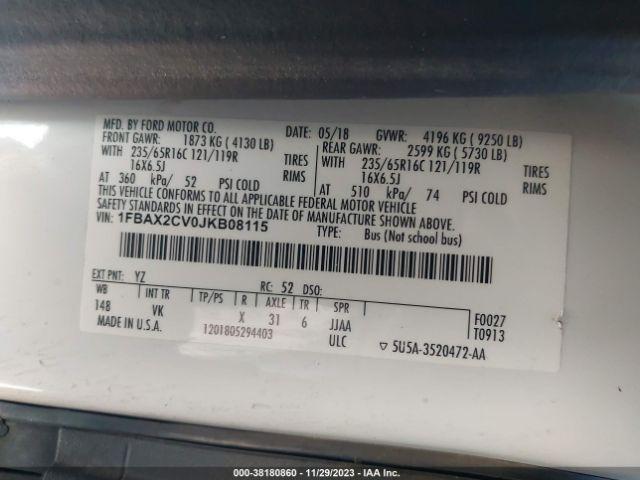 MFD. BY FORD MOTOR CO. DATE: 05/18 GVWR: 4196 KG ( 9250 LB)
FRONT GAWR: 1873 KG ( 4130 LB) REAR GAWR: 2599 KG ( 5730 LB)
WITH 235/65R16C 121/119R TIRES WITH 235/65R16C 121/119R TIRES
16X6.5J RIMS 16X6.5J RIMS
AT 360 kPa/ 52 PSI COLD AT 510 kPa/ 74 PSI COLD
THIS VEHICLE CONFORMS TO ALL APPLICABLE FEDERAL MOTOR VEHICLE
SAFETY STANDARDS IN EFFECT ON THE DATE OF MANUFACTURE SHOWN ABOVE.
VIN: 1FBAX2CV0JKB08115
TYPE: Bus (Not school bus)
EXT PNT: YZ RC: 52 DSO:
WB INT TR TP/PS R AXLE TR SPR
148 VK X 31 6 JJAA F0027
MADE IN U.S.A. 1201805294403 ULC T0913
▽ 5U5A-3520472-AA
000-38180860 - 11/29/2023 - IAA Inc.